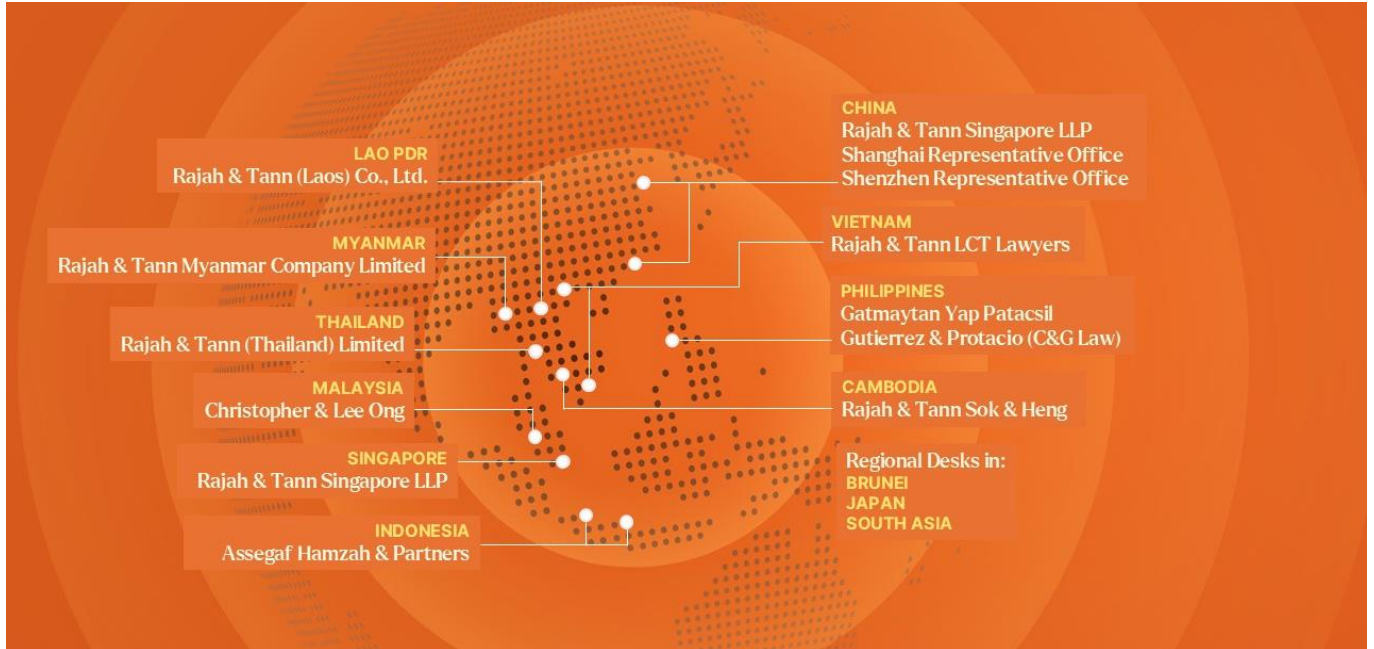 LAO PDR
Rajah & Tann (Laos) Co., Ltd.
MYANMAR
Rajah & Tann Myanmar Company Limited
THAILAND
Rajah & Tann (Thailand) Limited
MALAYSIA
Christopher & Lee Ong
SINGAPORE
Rajah & Tann Singapore LLP
INDONESIA
Assegaf Hamzah & Partners
CHINA
Rajah & Tann Singapore LLP
Shanghai Representative Office
Shenzhen Representative Office
VIETNAM
Rajah & Tann LCT Lawyers
PHILIPPINES
Gatmaytan Yap Patacsil
Gutierrez & Protacio (C&G Law)
CAMBODIA
Rajah & Tann Sok & Heng
Regional Desks in:
BRUNEI
JAPAN
SOUTH ASIA